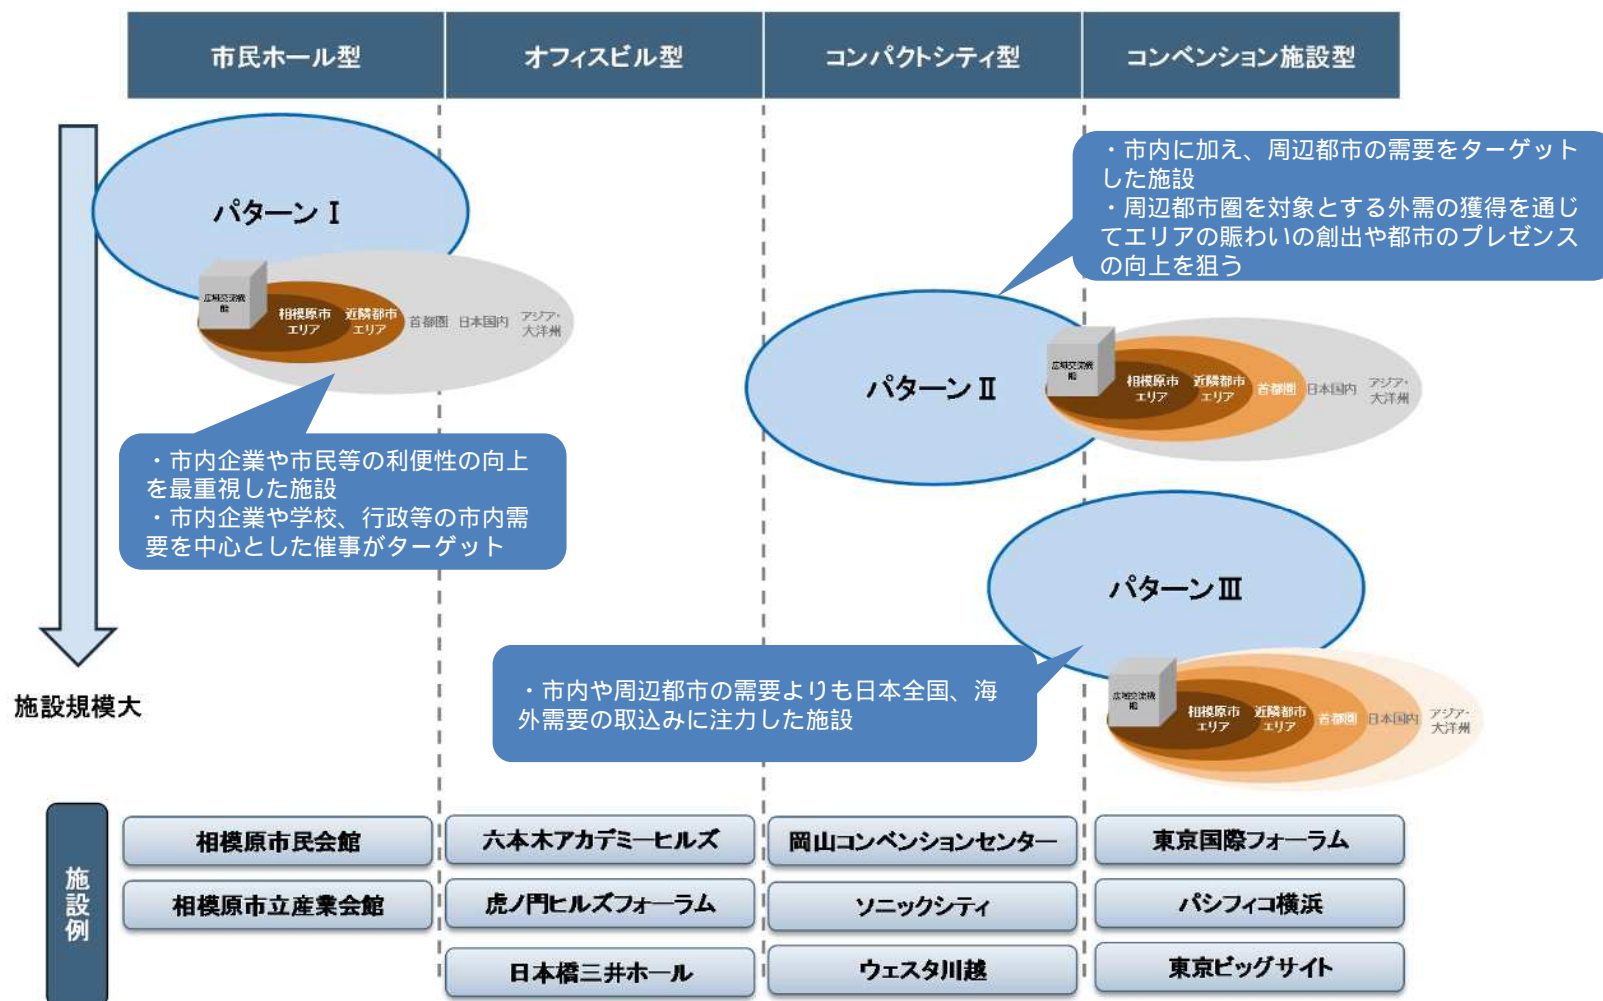 市民ホール型
オフィスビル型
コンパクトシティ型
コンベンション施設型
パターンⅠ
広域交流機
能
相模原市
エリア
近隣都市
エリア
首都圏
日本国内
アジア・
大洋州
・市内企業や市民等の利便性の向上
を最重視した施設
・市内企業や学校、行政等の市内需
要を中心とした催事がターゲット
・市内に加え、周辺都市の需要をターゲット
した施設
・周辺都市圏を対象とする外需の獲得を通じ
てエリアの賑わいの創出や都市のプレゼンス
の向上を狙う
パターンⅡ
広域交流機
能
相模原市
エリア
近隣都市
エリア
首都圏
日本国内
アジア・
大洋州
パターンⅢ
・市内や周辺都市の需要よりも日本全国、海
外需要の取込みに注力した施設
広域交流機
能
相模原市
エリア
近隣都市
エリア
首都圏
日本国内
アジア・
大洋州
施設規模大
施設例
相模原市民会館
六本木アカデミーヒルズ
岡山コンベンションセンター
東京国際フォーラム
相模原市立産業会館
虎ノ門ヒルズフォーラム
ソニックシティ
パシフィコ横浜
日本橋三井ホール
ウェスタ川越
東京ビッグサイト